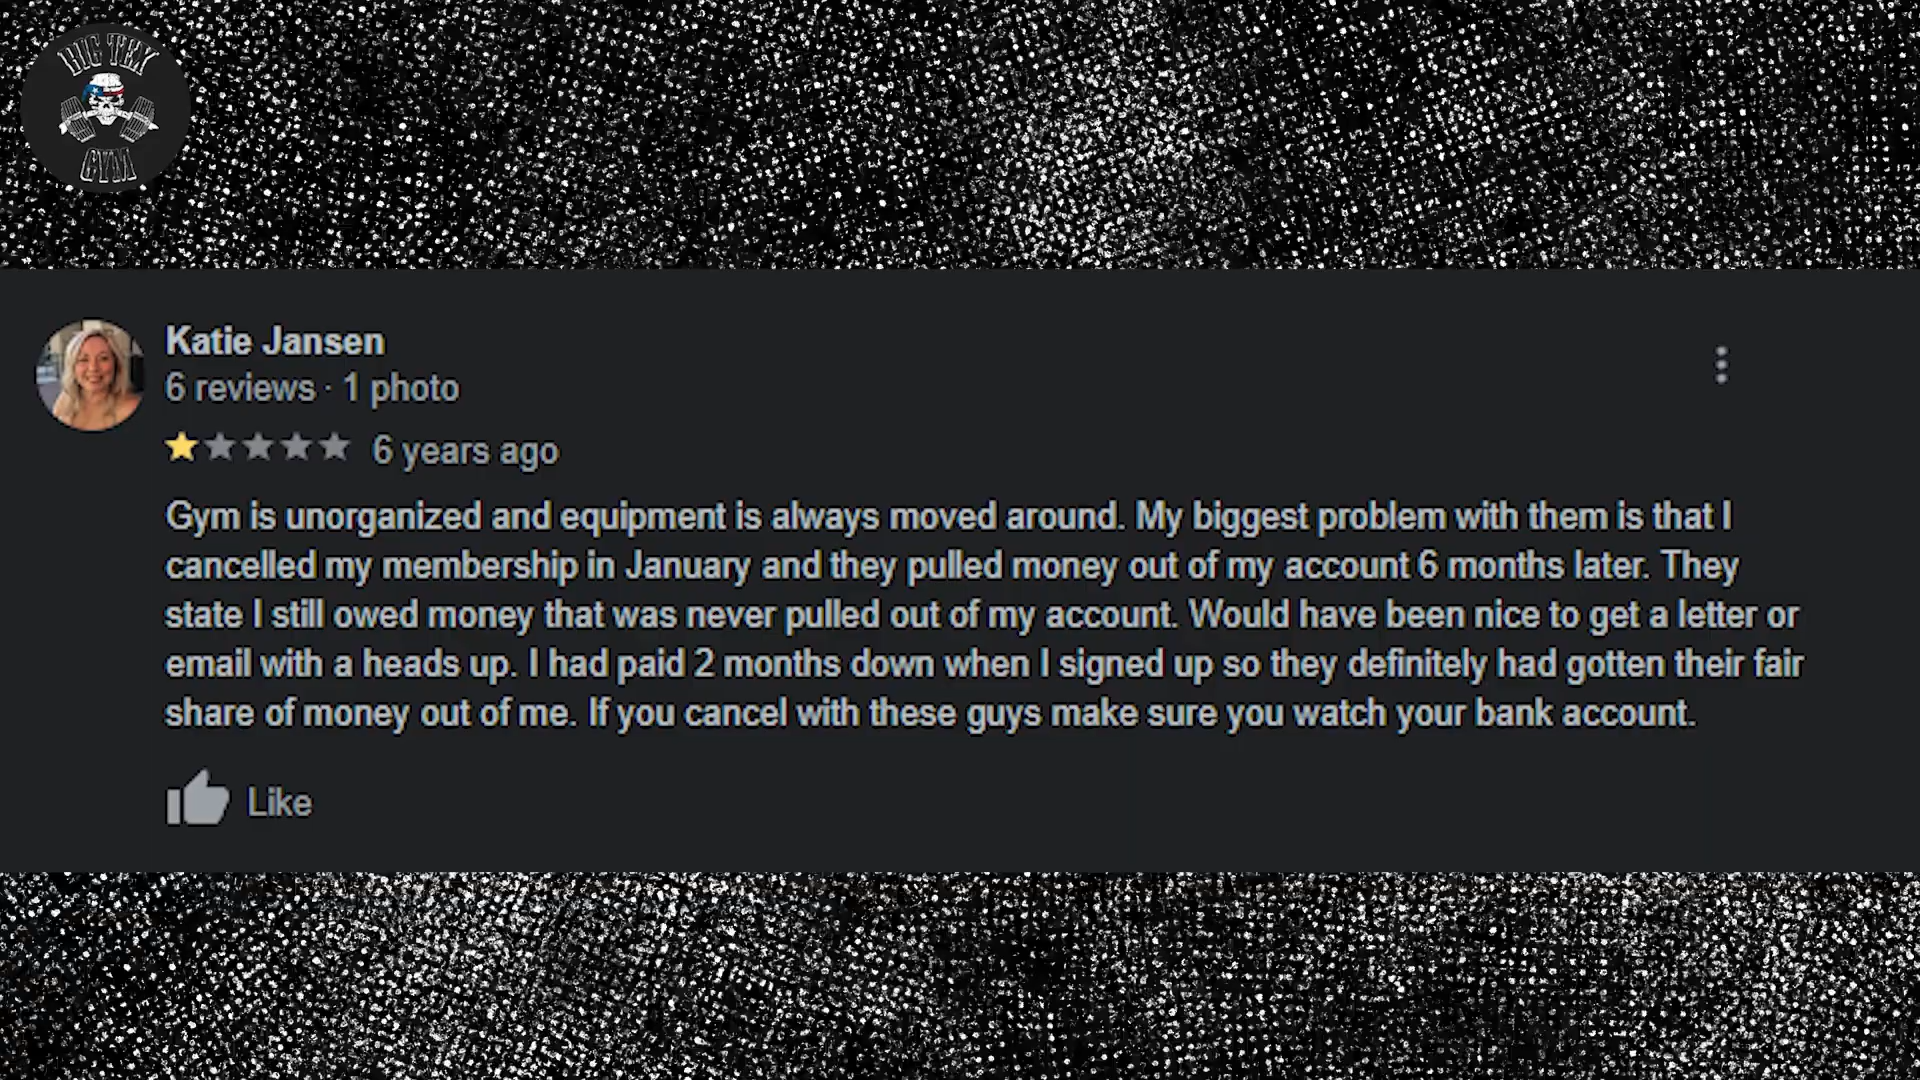 BIG TEX
GYM
Katie Jansen
6 reviews · 1 photo
6 years ago
Gym is unorganized and equipment is always moved around. My biggest problem with them is that I
cancelled my membership in January and they pulled money out of my account 6 months later. They
state I still owed money that was never pulled out of my account. Would have been nice to get a letter or
email with a heads up. I had paid 2 months down when I signed up so they definitely had gotten their fair
share of money out of me. If you cancel with these guys make sure you watch your bank account.
Like